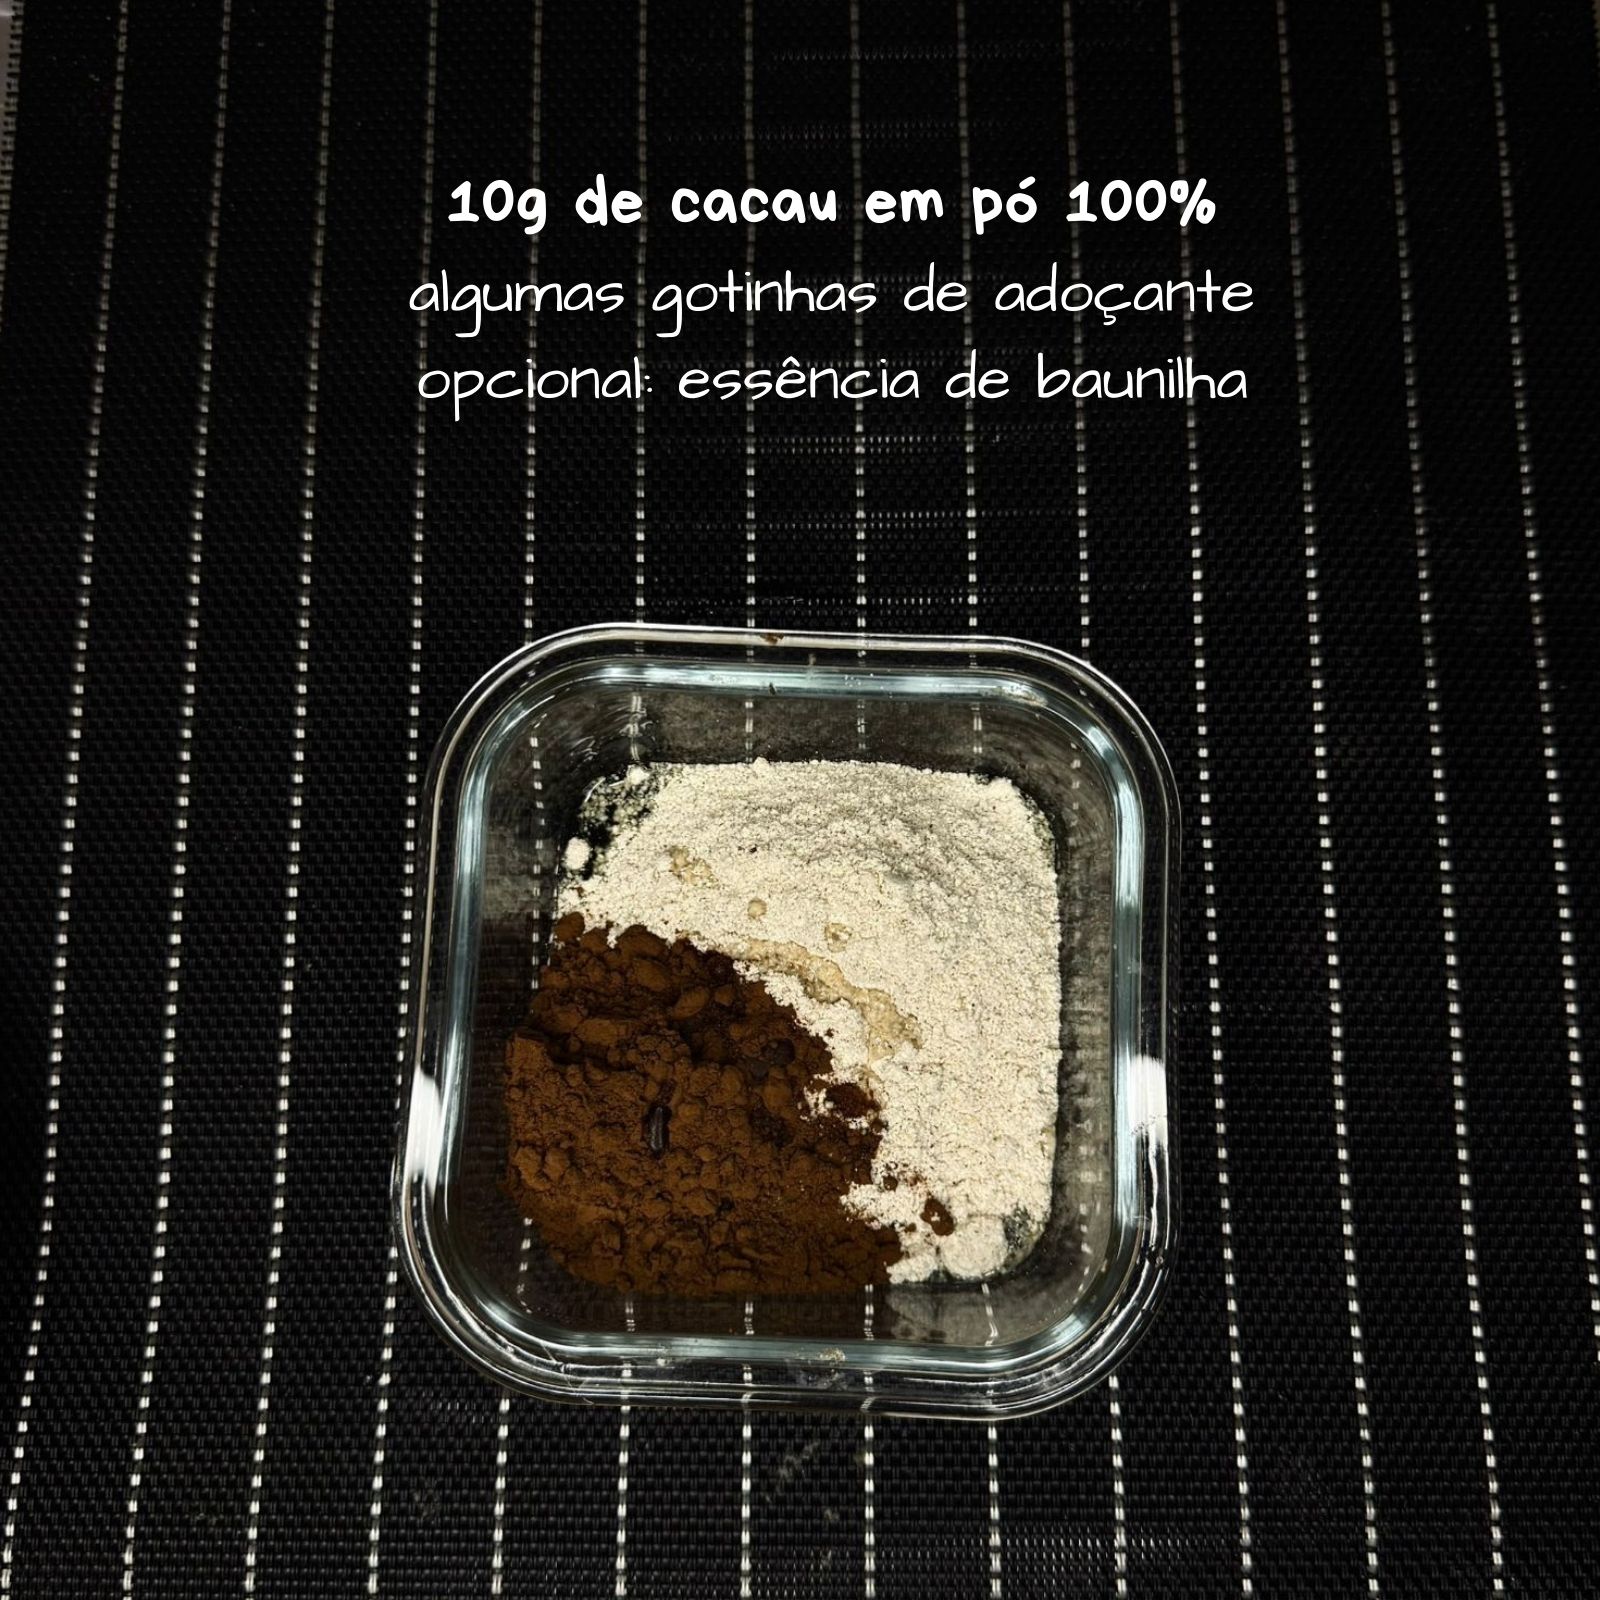 10g de cacau em pó 100%
algumas gotinhas de adoçante
opcional: essência de baunilha